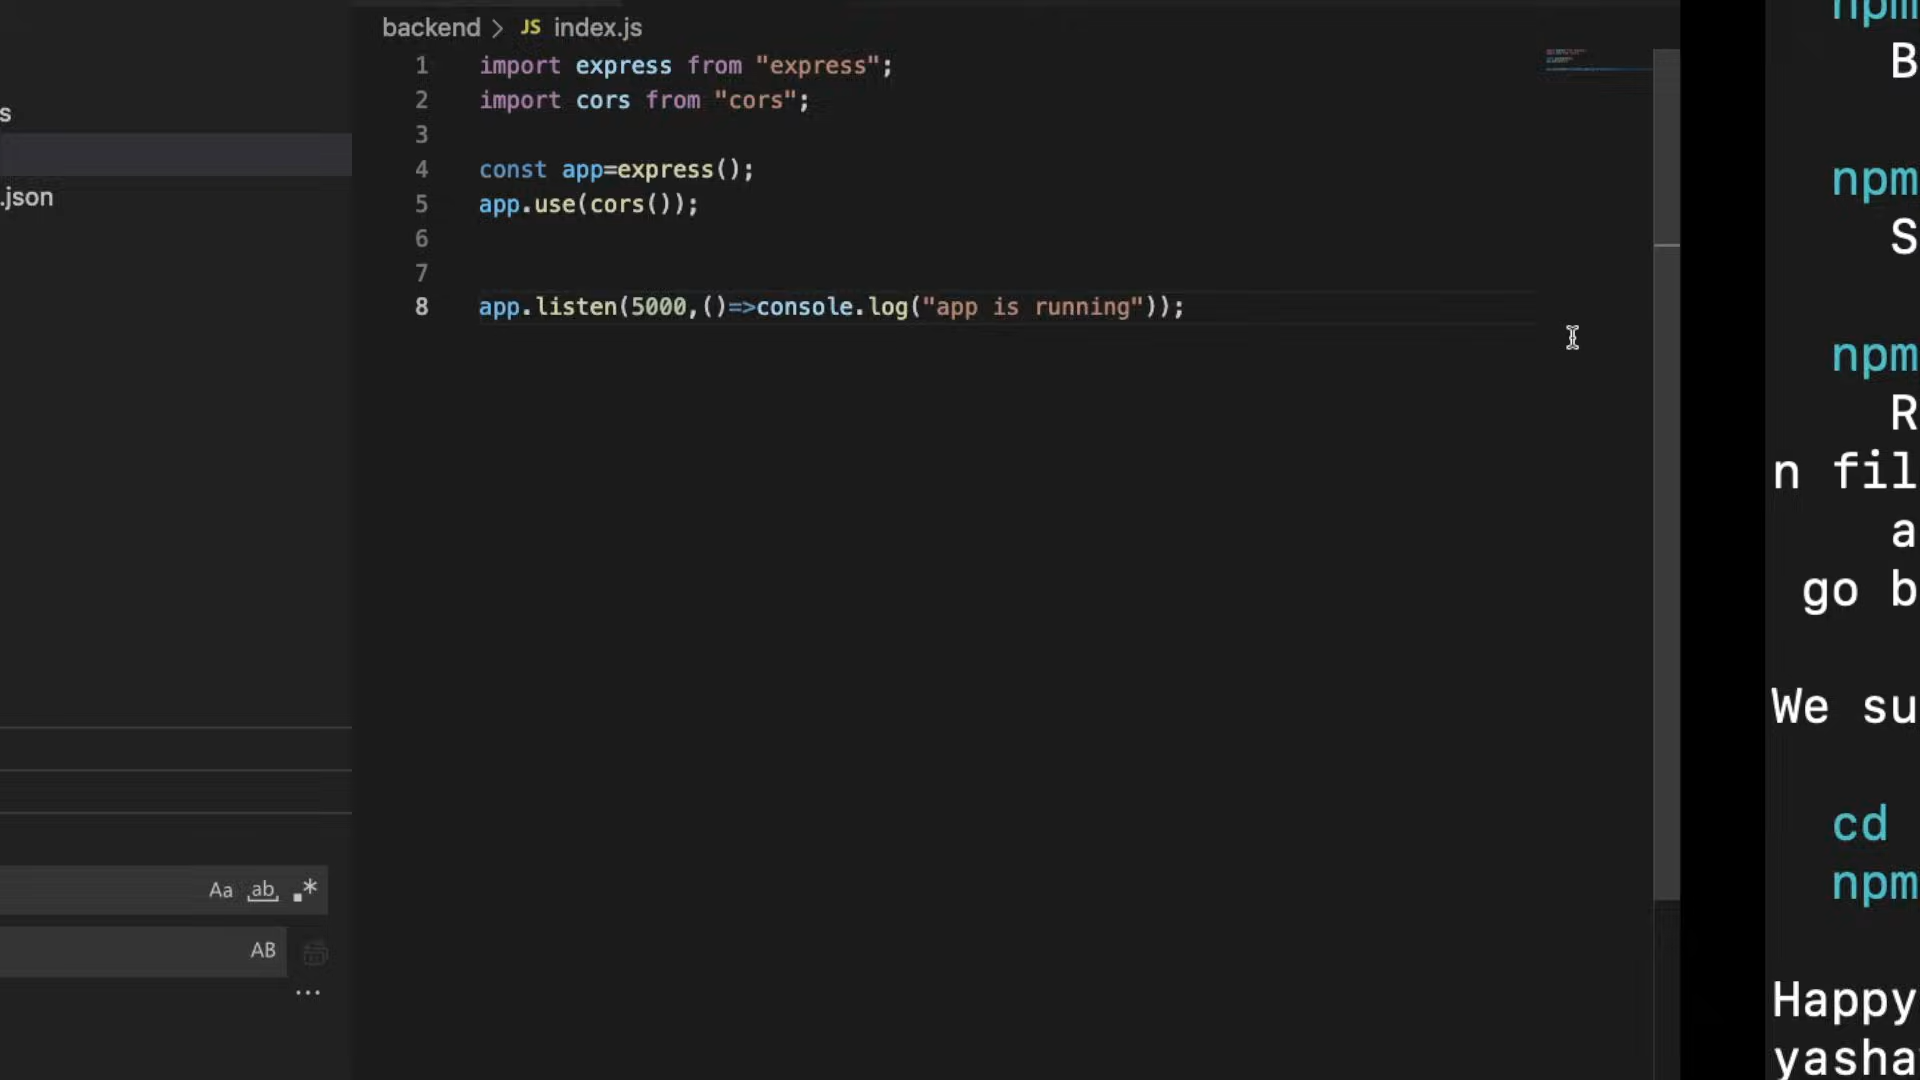 backend > JS index.js
1 import express from "express";
2 import cors from "cors";
3
4 const app=express();
5 app.use(cors());
6
7
8 app.listen(5000,()=>console.log("app is running"));
s
.json
Aa ab .*
AB
...
npm
B
npm
S
npm
R
n fil
a
go b
We su
cd
npm
Happy
yasha